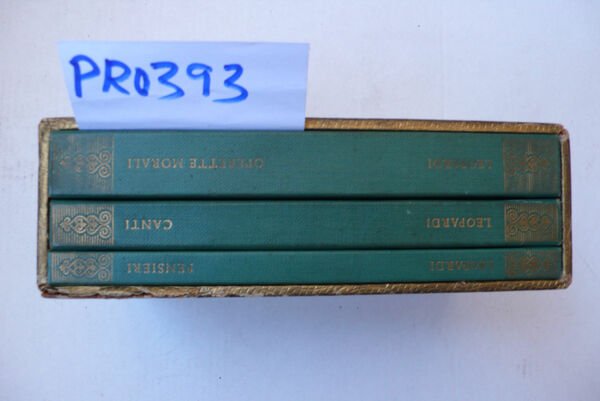 PR0393
LEOPARDI OPERETTE MORALI
LEOPARDI CANTI
LEOPARDI PENSIERI